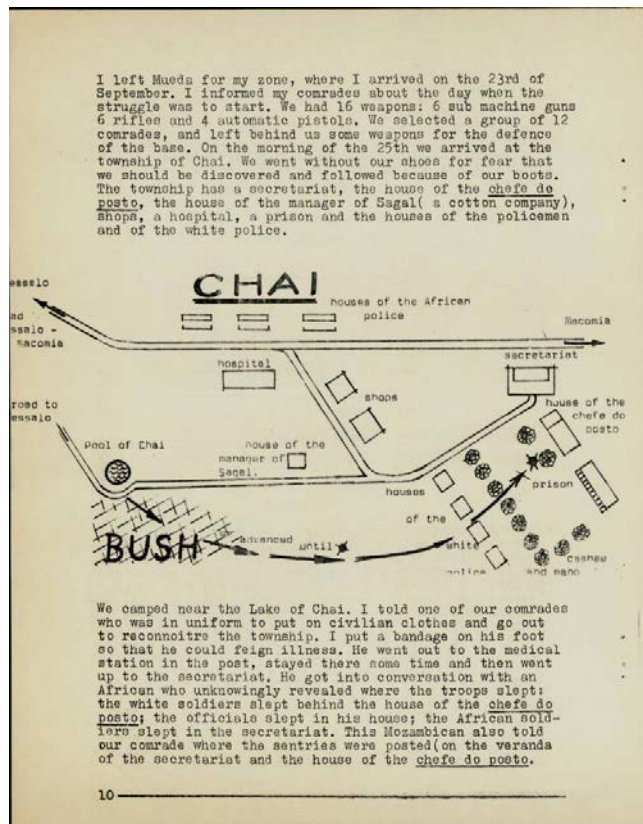 I left Mueda for my zone, where I arrived on the 23rd of
September. I informed my comrades about the day when the
struggle was to start. We had 16 weapons: 6 sub machine guns
6 rifles and 4 automatic pistols. We selected a group of 12
comrades, and left behind us some weapons for the defence
of the base. On the morning of the 25th we arrived at the
township of Chai. We went without our shoes for fear that
we should be discovered and followed because of our boots.
The township has a secretariat, the house of the chefe do
posto, the house of the manager of Sagal( a cotton company),
shops, a hospital, a prison and the houses of the policemen
and of the white police.
essalo
CHAI
houses of the African
police
ad
ssalo -
macomia
Macomia
hospital
secretariat
shops
road to
essalo
house of the
chefe do
posto
Pool of Chai
house of the
manager of
Sagal.
houses
of the
white
police
prison
BUSH
advanced
until
cashew
and mano
We camped near the Lake of Chai. I told one of our comrades
who was in uniform to put on civilian clothes and go out
to reconnoitre the township. I put a bandage on his foot
so that he could feign illness. He went out to the medical
station in the post, stayed there some time and then went
up to the secretariat. He got into conversation with an
African who unknowingly revealed where the troops slept:
the white soldiers slept behind the house of the chefe do
posto; the officials slept in his house; the African sold-
iers slept in the secretariat. This Mozambican also told
our comrade where the sentries were posted(on the veranda
of the secretariat and the house of the chefe do posto.
10